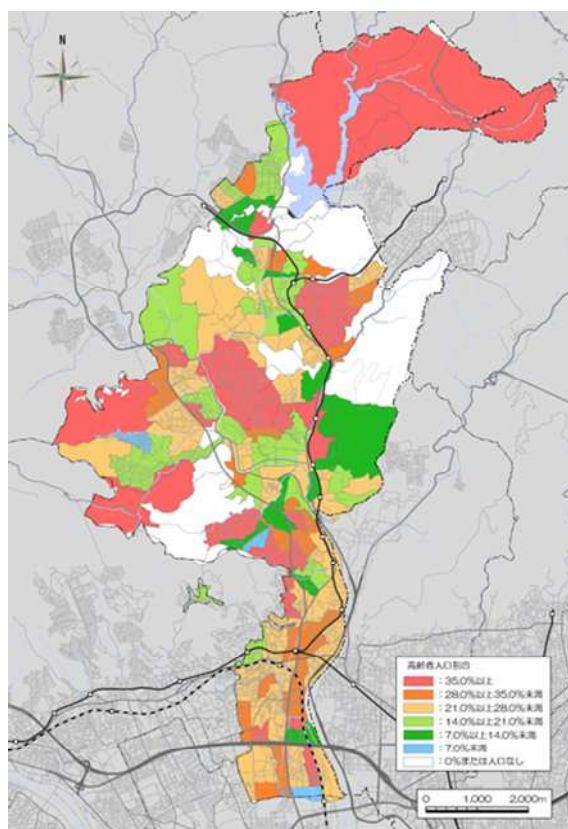 N
高齢者人口割合
：35.0%以上
：28.0%以上35.0%未満
：21.0%以上28.0%未満
：14.0%以上21.0%未満
：7.0%以上14.0%未満
：7.0%未満
：0%または人口なし
0 1,000 2,000m